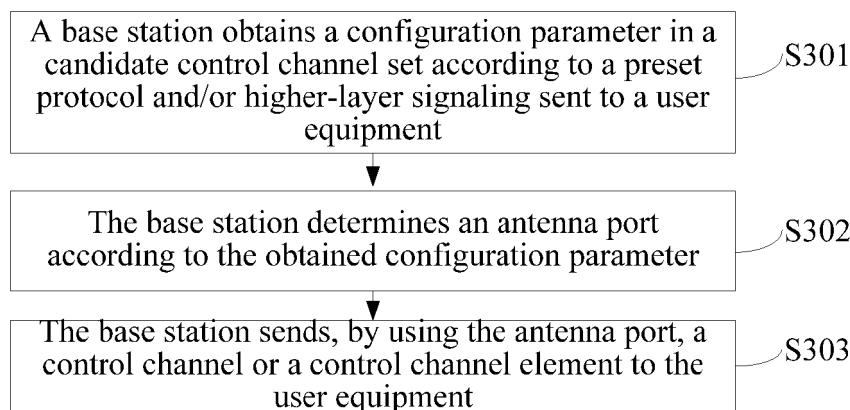 A base station obtains a configuration parameter in a
candidate control channel set according to a preset
protocol and/or higher-layer signaling sent to a user
equipment
S301
The base station determines an antenna port
according to the obtained configuration parameter
S302
The base station sends, by using the antenna port, a
control channel or a control channel element to the
user equipment
S303